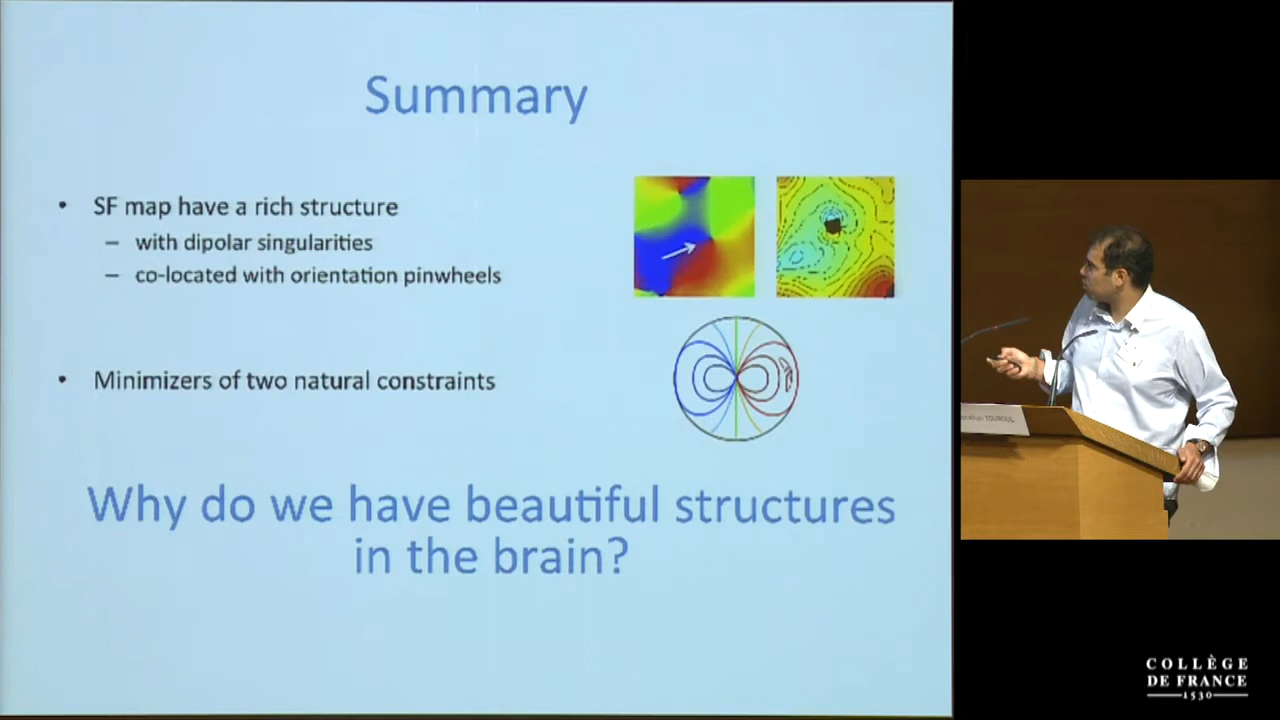 Summary
• SF map have a rich structure
– with dipolar singularities
– co-located with orientation pinwheels
• Minimizers of two natural constraints
Why do we have beautiful structures
in the brain?
COLLÈGE
DE FRANCE
1530